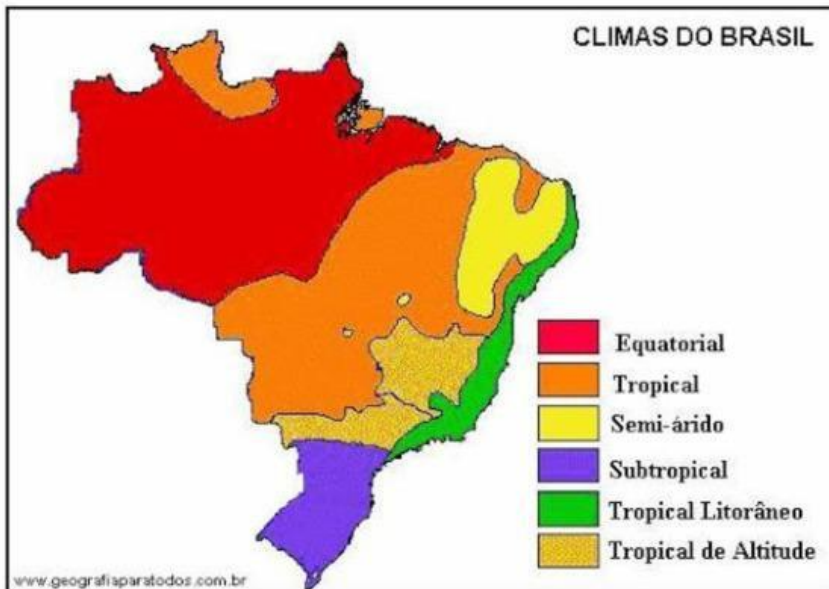 CLIMAS DO BRASIL
Equatorial
Tropical
Semi-árido
Subtropical
Tropical Litorâneo
Tropical de Altitude
www.geografiaparatodos.com.br